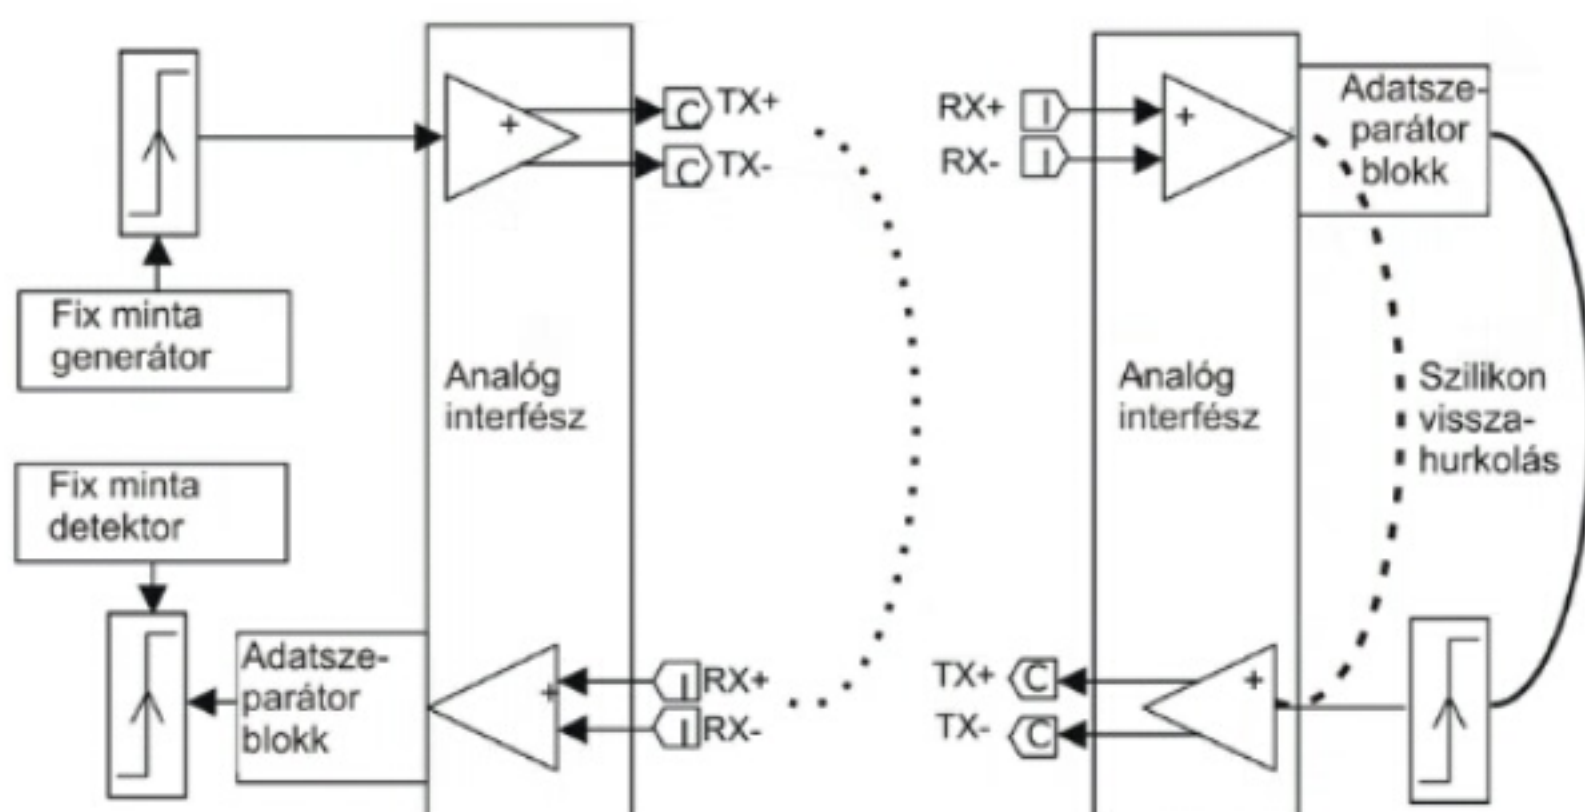 C TX+
C TX-
Fix minta
generátor
Analóg
interfész
Fix minta
detektor
Adatsze-
parátor
blokk
+
+
I RX+
I RX-
RX+ I
RX- I
+
Adatsze-
parátor
blokk
Analóg
interfész
Szilikon
vissza-
hurkolás
TX+ C
TX- C
+